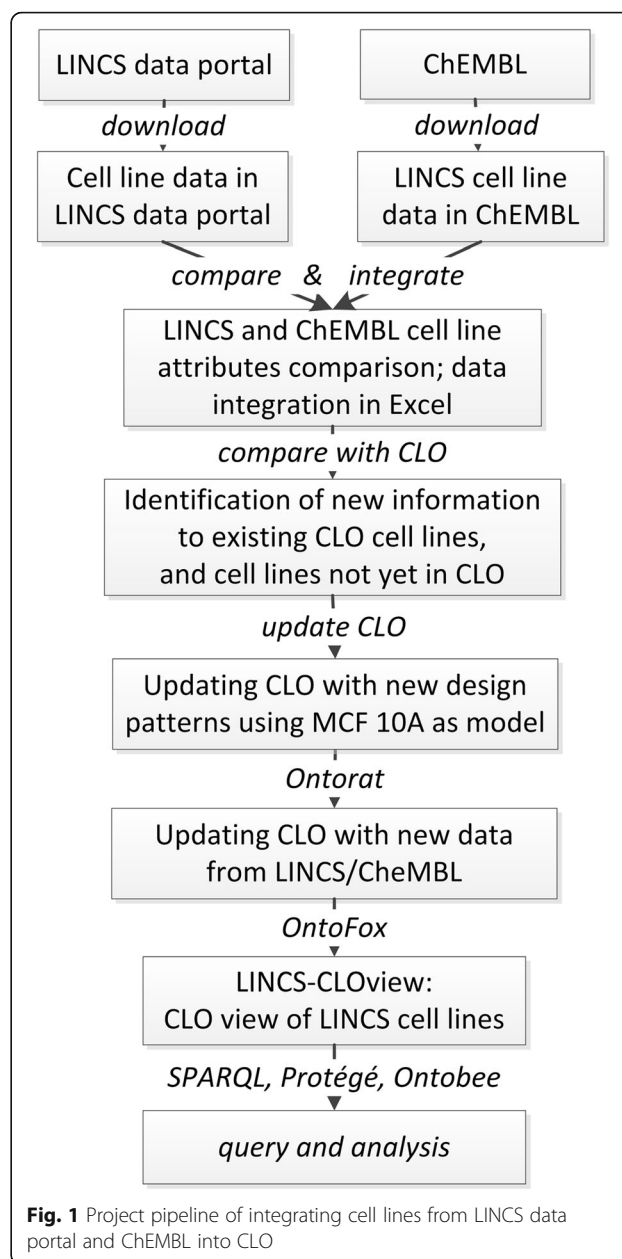 LINCS data portal
ChEMBL
download
download
Cell line data in
LINCS data portal
LINCS cell line
data in ChEMBL
compare & integrate
LINCS and ChEMBL cell line
attributes comparison; data
integration in Excel
compare with CLO
Identification of new information
to existing CLO cell lines,
and cell lines not yet in CLO
update CLO
Updating CLO with new design
patterns using MCF 10A as model
Ontorat
Updating CLO with new data
from LINCS/CheMBL
OntoFox
LINCS-CLOview:
CLO view of LINCS cell lines
SPARQL, Protégé, Ontobee
query and analysis
Fig. 1 Project pipeline of integrating cell lines from LINCS data
portal and ChEMBL into CLO